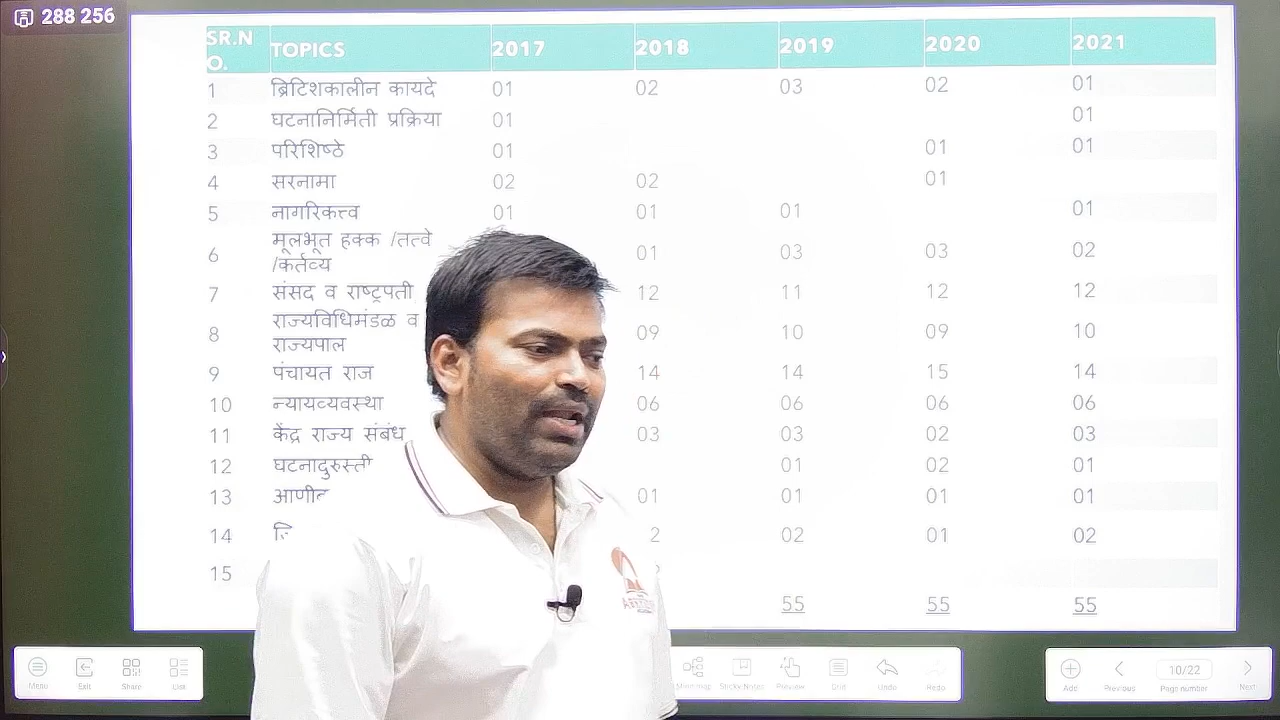 288 256
SR.N O. TOPICS 2017 2018 2019 2020 2021
1 ब्रिटिशकालीन कायदे 01 02 03 02 01
2 घटनानिर्मिती प्रक्रिया 01 01
3 परिशिष्ठे 01 01 01
4 सरनामा 02 02 01
5 नागरिकत्त्व 01 01 01 01
6 मूलभूत हक्क /तत्वे /कर्तव्य 01 03 03 02
7 संसद व राष्ट्रपती 12 11 12 12
8 राज्यविधिमंडळ व राज्यपाल 09 10 09 10
9 पंचायत राज 14 14 15 14
10 न्यायव्यवस्था 06 06 06 06
11 केंद्र राज्य संबंध 03 03 02 03
12 घटनादुरुस्ती 01 02 01
13 01 01 01 01
14 2 02 01 02
15
55 55 55
Menu Exit Share List Mind map Sticky Notes Preview Grid Undo Redo Add Previous 10/22 Page number Next